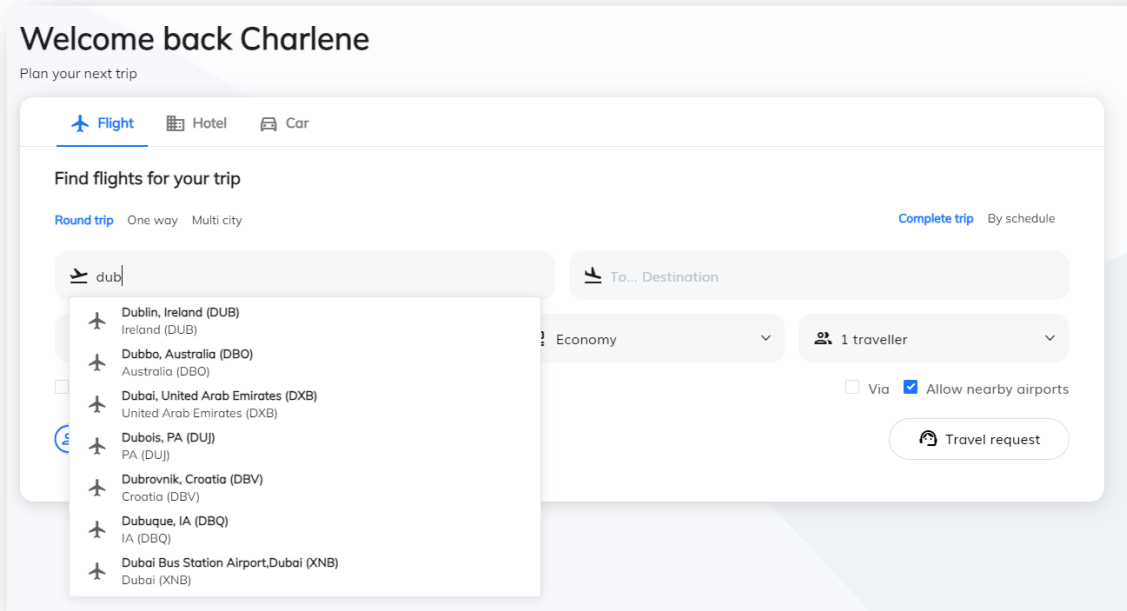 Welcome back Charlene
Plan your next trip
Flight Hotel Car
Find flights for your trip
Round trip One way Multi city Complete trip By schedule
dub To... Destination
Dublin, Ireland (DUB)
Ireland (DUB)
Dubbo, Australia (DBO)
Australia (DBO)
Dubai, United Arab Emirates (DXB)
United Arab Emirates (DXB)
Dubois, PA (DUJ)
PA (DUJ)
Dubrovnik, Croatia (DBV)
Croatia (DBV)
Dubuque, IA (DBQ)
IA (DBQ)
Dubai Bus Station Airport,Dubai (XNB)
Dubai (XNB)
Economy 1 traveller
Via Allow nearby airports
Travel request